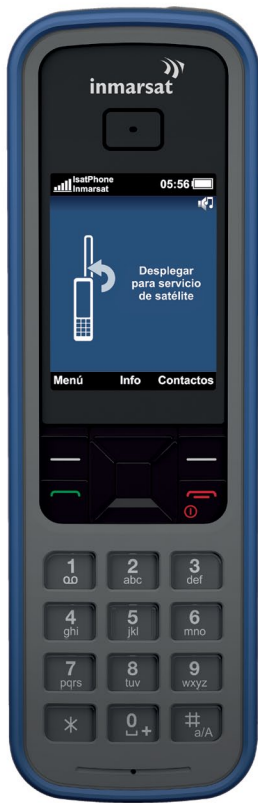 inmarsat
IsatPhone
Inmarsat
05:56
Desplegar
para servicio
de satélite
Menú Info Contactos
1 2 3
abc def
4 5 6
ghi jkl mno
7 8 9
pqrs tuv wxyz
* 0 + #
a/A